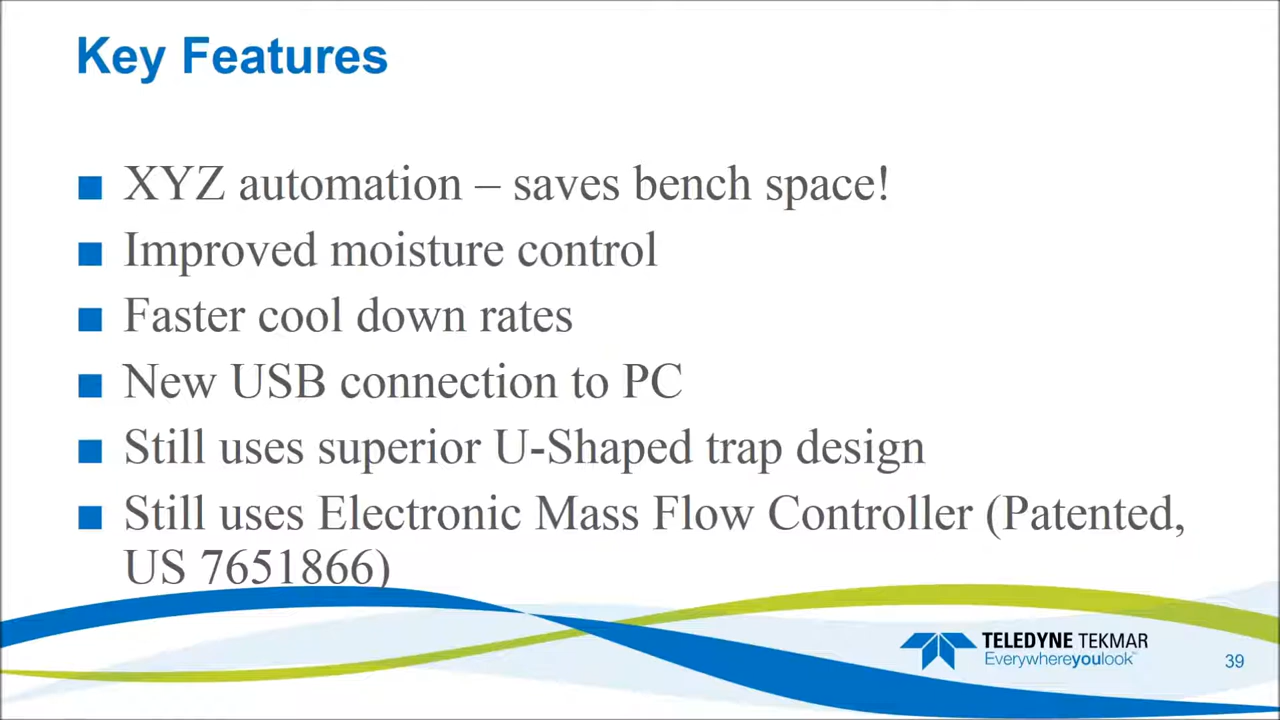 Key Features
XYZ automation – saves bench space!
Improved moisture control
Faster cool down rates
New USB connection to PC
Still uses superior U-Shaped trap design
Still uses Electronic Mass Flow Controller (Patented,
US 7651866)
TELEDYNE TEKMAR
Everywhereyoulook™
39